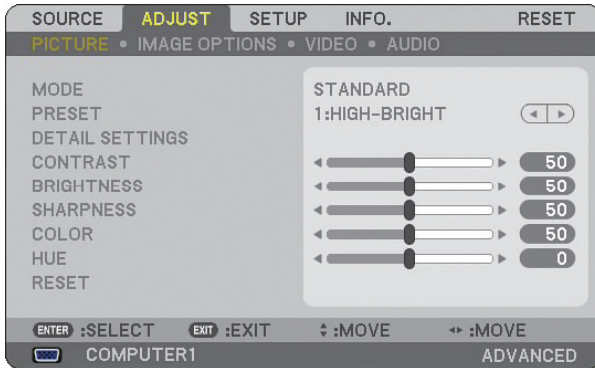 SOURCE ADJUST SETUP INFO. RESET
PICTURE • IMAGE OPTIONS • VIDEO • AUDIO
MODE STANDARD
PRESET 1:HIGH-BRIGHT
DETAIL SETTINGS
CONTRAST 50
BRIGHTNESS 50
SHARPNESS 50
COLOR 50
HUE 0
RESET
ENTER :SELECT EXIT :EXIT :MOVE :MOVE
COMPUTER1 ADVANCED